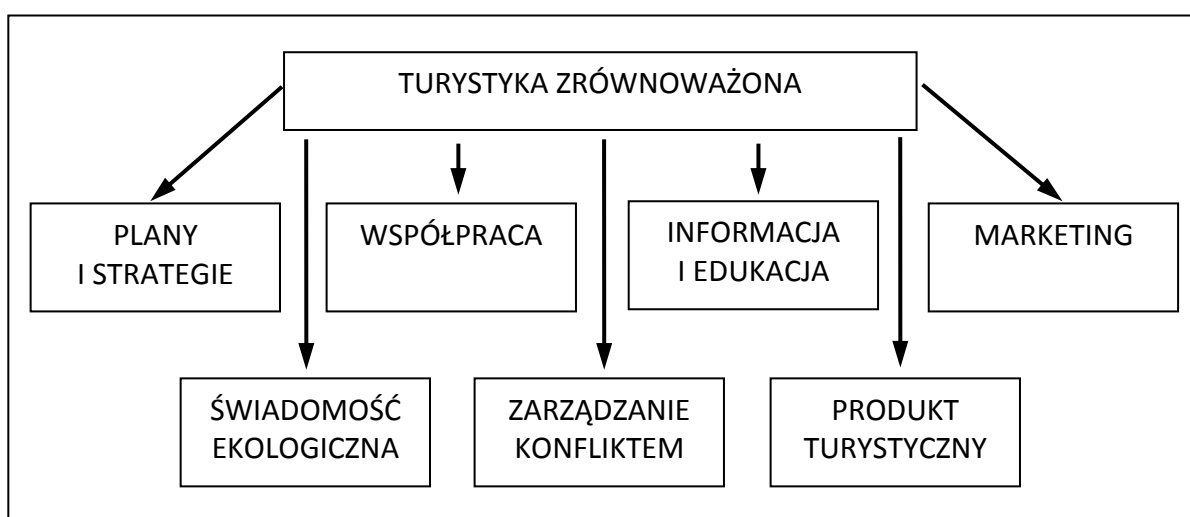 TURYSTYKA ZRÓWNOWAŻONA
PLANY
I STRATEGIE
WSPÓŁPRACA
INFORMACJA
I EDUKACJA
MARKETING
ŚWIADOMOŚĆ
EKOLOGICZNA
ZARZĄDZANIE
KONFLIKTEM
PRODUKT
TURYSTYCZNY